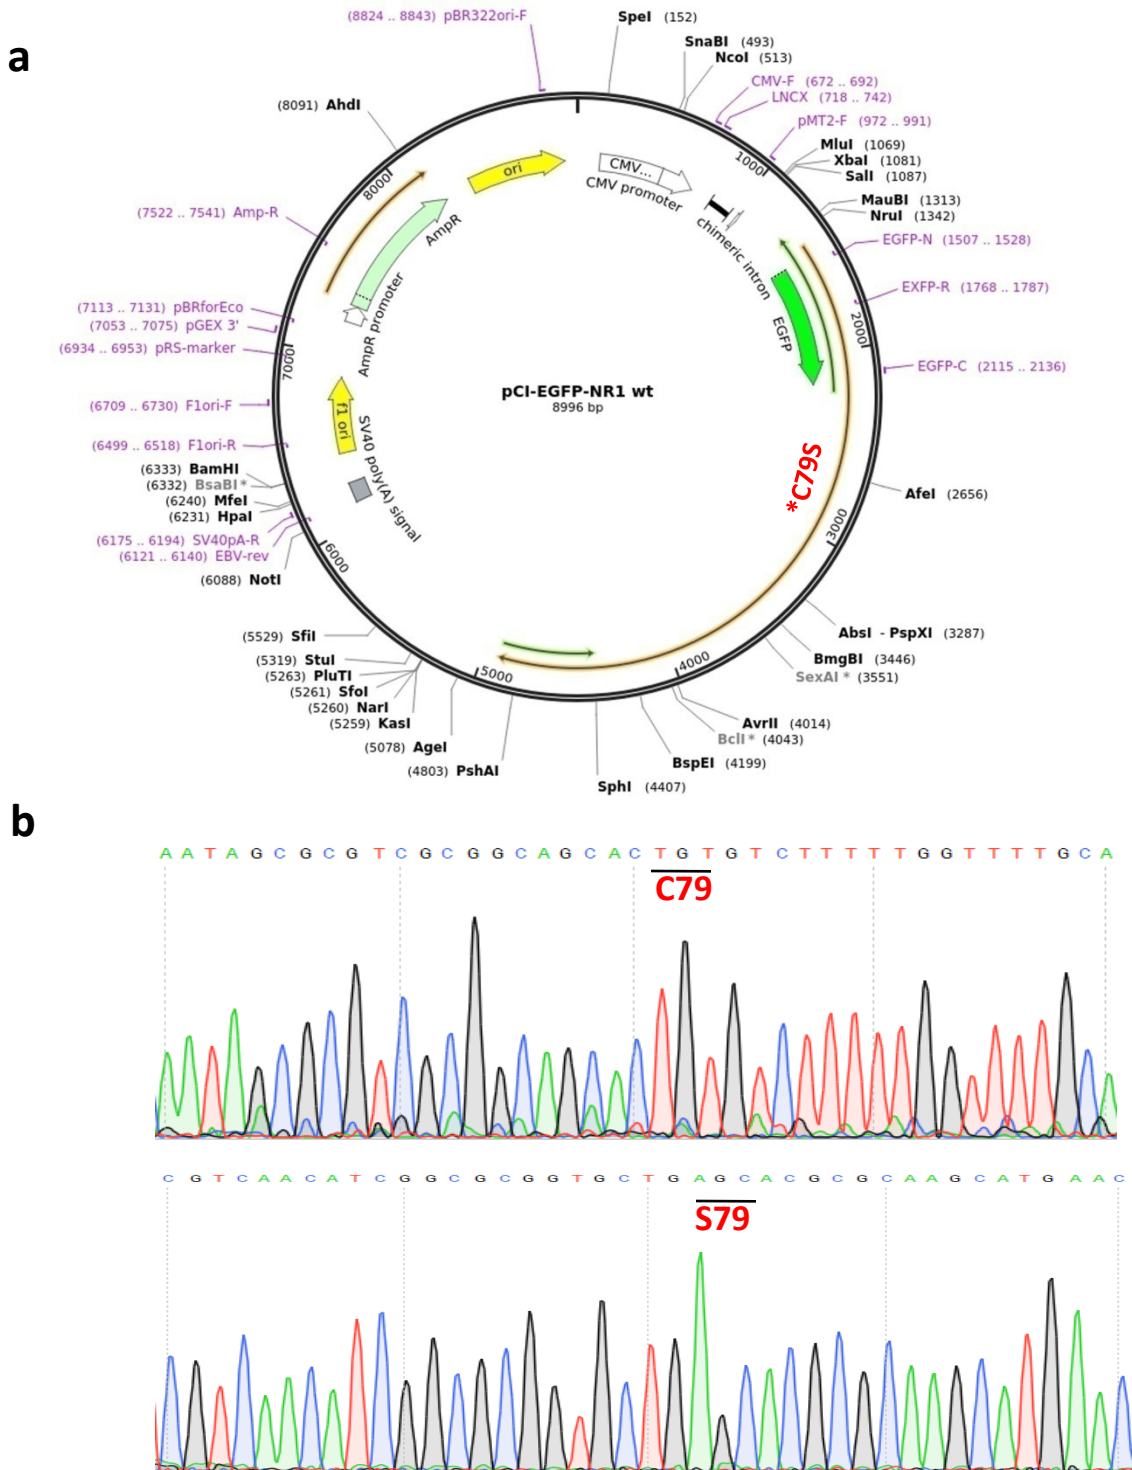 a
(8824 .. 8843) pBR322ori-F
SpeI (152)
SnaBI (493)
NcoI (513)
CMV-F (672 .. 692)
LNCX (718 .. 742)
pMT2-F (972 .. 991)
MluI (1069)
XbaI (1081)
SalI (1087)
MauBI (1313)
NruI (1342)
EGFP-N (1507 .. 1528)
EXFP-R (1768 .. 1787)
EGFP-C (2115 .. 2136)
AfeI (2656)
AbsI - PspXI (3287)
BmgBI (3446)
SexAI * (3551)
AvrII (4014)
BclI * (4043)
BspEI (4199)
SphI (4407)
(4803) PshAI
(5078) AgeI
(5259) KasI
(5260) NarI
(5261) SfoI
(5263) PluTI
(5319) StuI
(5529) SfiI
(6088) NotI
(6121 .. 6140) EBV-rev
(6175 .. 6194) SV40pA-R
(6231) HpaI
(6240) MfeI
(6332) BsaBI *
(6333) BamHI
(6499 .. 6518) F1ori-R
(6709 .. 6730) F1ori-F
(6934 .. 6953) pRS-marker
(7053 .. 7075) pGEX 3'
(7113 .. 7131) pBRforEco
(7522 .. 7541) Amp-R
(8091) AhdI
1000
2000
3000
4000
5000
6000
7000
8000
ori
CMV...
CMV promoter
chimeric intron
EGFP
*C79S
AmpR
AmpR promoter
f1 ori
SV40 poly(A) signal
pCI-EGFP-NR1 wt
8996 bp
b
A A T A G C G C G T C G C G G C A G C A C T G T G T C T T T T T G G T T T T G C A
C79
C G T C A A C A T C G G C G C G G T G C T G A G C A C G C G C A A G C A T G A A C
S79